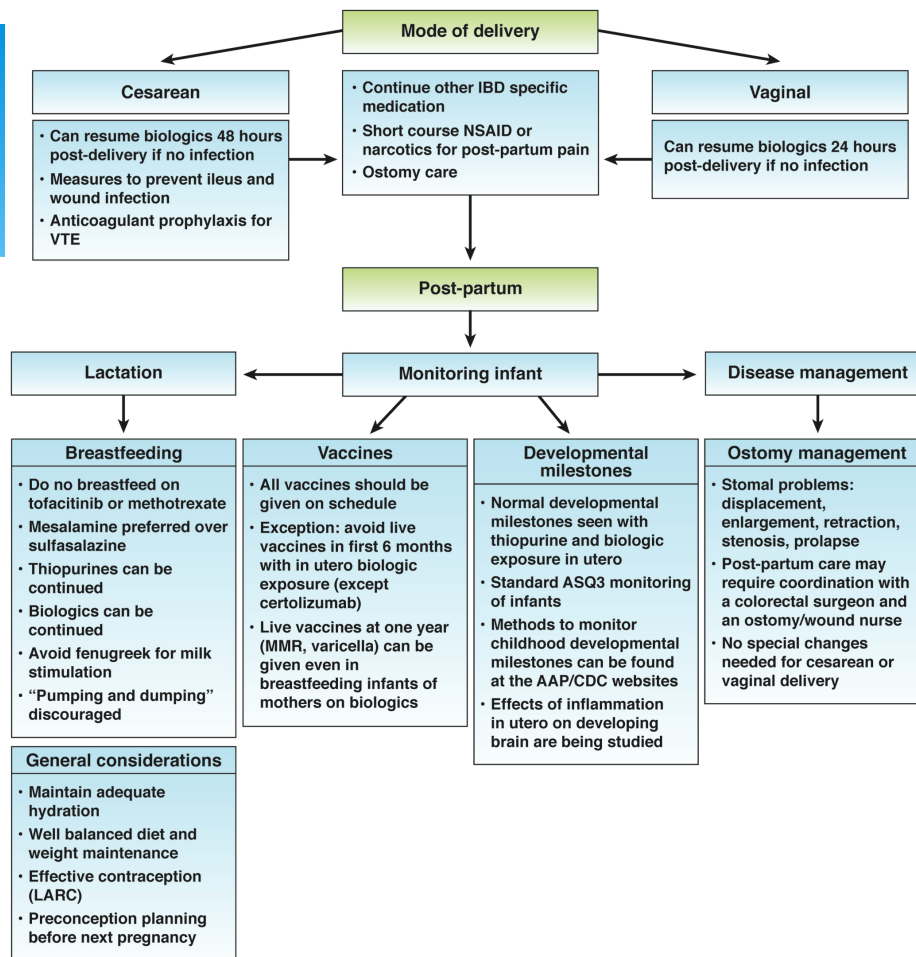 Mode of delivery
Cesarean
• Can resume biologics 48 hours
post-delivery if no infection
• Measures to prevent ileus and
wound infection
• Anticoagulant prophylaxis for
VTE
• Continue other IBD specific
medication
• Short course NSAID or
narcotics for post-partum pain
• Ostomy care
Vaginal
Can resume biologics 24 hours
post-delivery if no infection
Post-partum
Lactation
Monitoring infant
Disease management
Breastfeeding
• Do no breastfeed on
tofacitinib or methotrexate
• Mesalamine preferred over
sulfasalazine
• Thiopurines can be
continued
• Biologics can be
continued
• Avoid fenugreek for milk
stimulation
• “Pumping and dumping”
discouraged
Vaccines
• All vaccines should be
given on schedule
• Exception: avoid live
vaccines in first 6 months
with in utero biologic
exposure (except
certolizumab)
• Live vaccines at one year
(MMR, varicella) can be
given even in
breastfeeding infants of
mothers on biologics
Developmental
milestones
• Normal developmental
milestones seen with
thiopurine and biologic
exposure in utero
• Standard ASQ3 monitoring
of infants
• Methods to monitor
childhood developmental
milestones can be found
at the AAP/CDC websites
• Effects of inflammation
in utero on developing
brain are being studied
Ostomy management
• Stomal problems:
displacement,
enlargement, retraction,
stenosis, prolapse
• Post-partum care may
require coordination with
a colorectal surgeon and
an ostomy/wound nurse
• No special changes
needed for cesarean or
vaginal delivery
General considerations
• Maintain adequate
hydration
• Well balanced diet and
weight maintenance
• Effective contraception
(LARC)
• Preconception planning
before next pregnancy